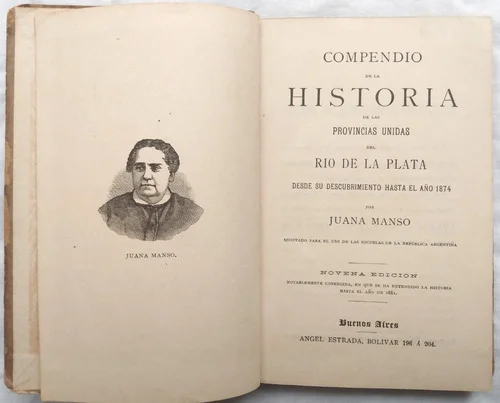 JUANA MANSO.
COMPENDIO
DE LA
HISTORIA
DE LAS
PROVINCIAS UNIDAS
DEL
RIO DE LA PLATA
DESDE SU DESCUBRIMIENTO HASTA EL AÑO 1874
POR
JUANA MANSO
ADOPTADO PARA EL USO DE LAS ESCUELAS DE LA REPÚBLICA ARGENTINA
NOVENA EDICION
NOTABLEMENTE CORREGIDA, EN QUE SE HA EXTENDIDO LA HISTORIA
HASTA EL AÑO DE 1881.
Buenos Aires
ANGEL ESTRADA, BOLIVAR 196 Á 204.